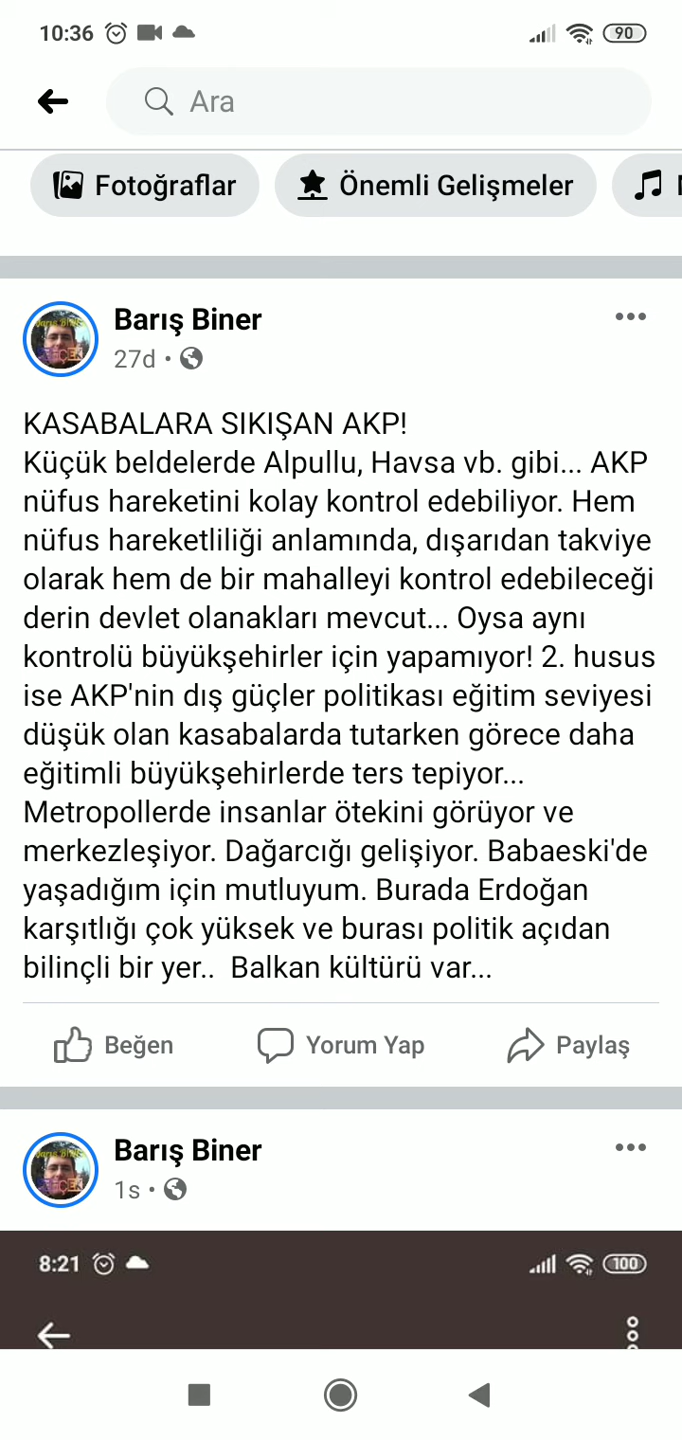 10:36
90
Ara
Fotoğraflar
Önemli Gelişmeler
Barış Biner
27d
KASABALARA SIKIŞAN AKP!
Küçük beldelerde Alpullu, Havsa vb. gibi... AKP
nüfus hareketini kolay kontrol edebiliyor. Hem
nüfus hareketliliği anlamında, dışarıdan takviye
olarak hem de bir mahalleyi kontrol edebileceği
derin devlet olanakları mevcut... Oysa aynı
kontrolü büyükşehirler için yapamıyor! 2. husus
ise AKP'nin dış güçler politikası eğitim seviyesi
düşük olan kasabalarda tutarken görece daha
eğitimli büyükşehirlerde ters tepiyor...
Metropollerde insanlar ötekini görüyor ve
merkezleşiyor. Dağarcığı gelişiyor. Babaeski'de
yaşadığım için mutluyum. Burada Erdoğan
karşıtlığı çok yüksek ve burası politik açıdan
bilinçli bir yer..  Balkan kültürü var...
Beğen
Yorum Yap
Paylaş
Barış Biner
1s
8:21
100